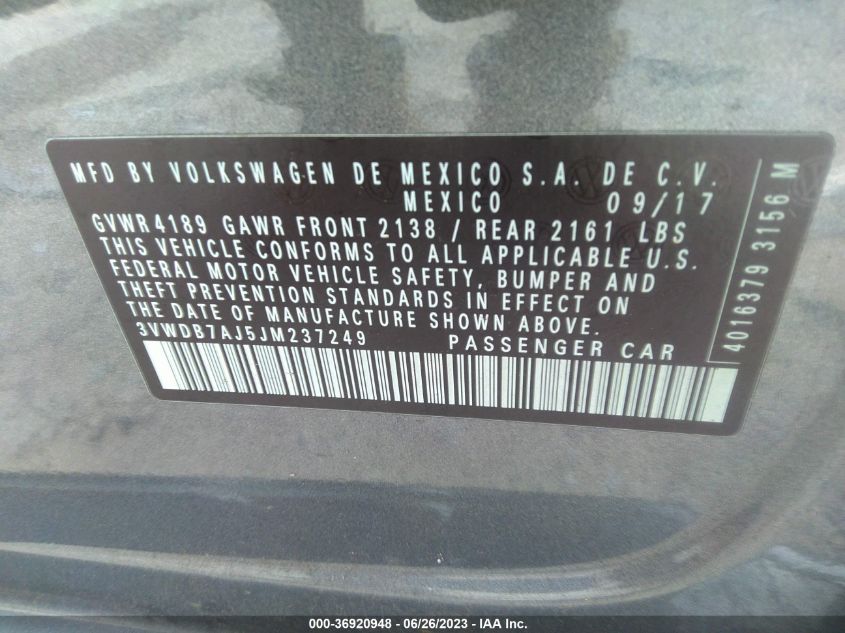 MFD BY VOLKSWAGEN DE MEXICO S.A. DE C.V.
MEXICO 09/17
GVWR4189 GAWR FRONT 2138 / REAR 2161 LBS
THIS VEHICLE CONFORMS TO ALL APPLICABLE U.S.
FEDERAL MOTOR VEHICLE SAFETY, BUMPER AND
THEFT PREVENTION STANDARDS IN EFFECT ON
THE DATE OF MANUFACTURE SHOWN ABOVE.
3VWDB7AJ5JM237249 PASSENGER CAR
4016379 3156 M
000-36920948 - 06/26/2023 - IAA Inc.